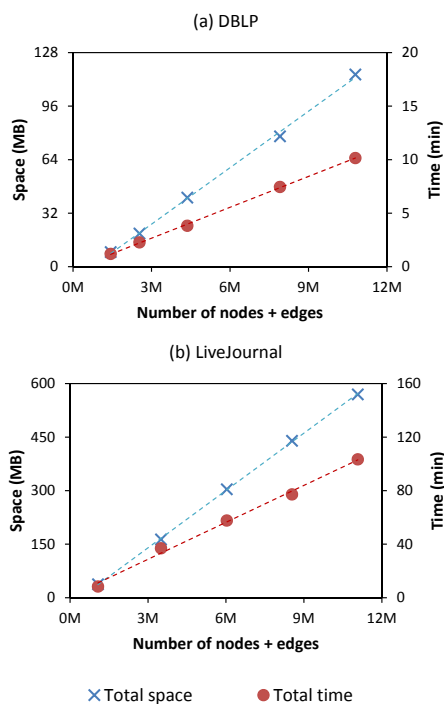 (a) DBLP
128
96
64
32
0
20
15
10
5
0
Space (MB)
Time (min)
0M 3M 6M 9M 12M
Number of nodes + edges
(b) LiveJournal
600
450
300
150
0
160
120
80
40
0
Space (MB)
Time (min)
0M 3M 6M 9M 12M
Number of nodes + edges
Total space Total time